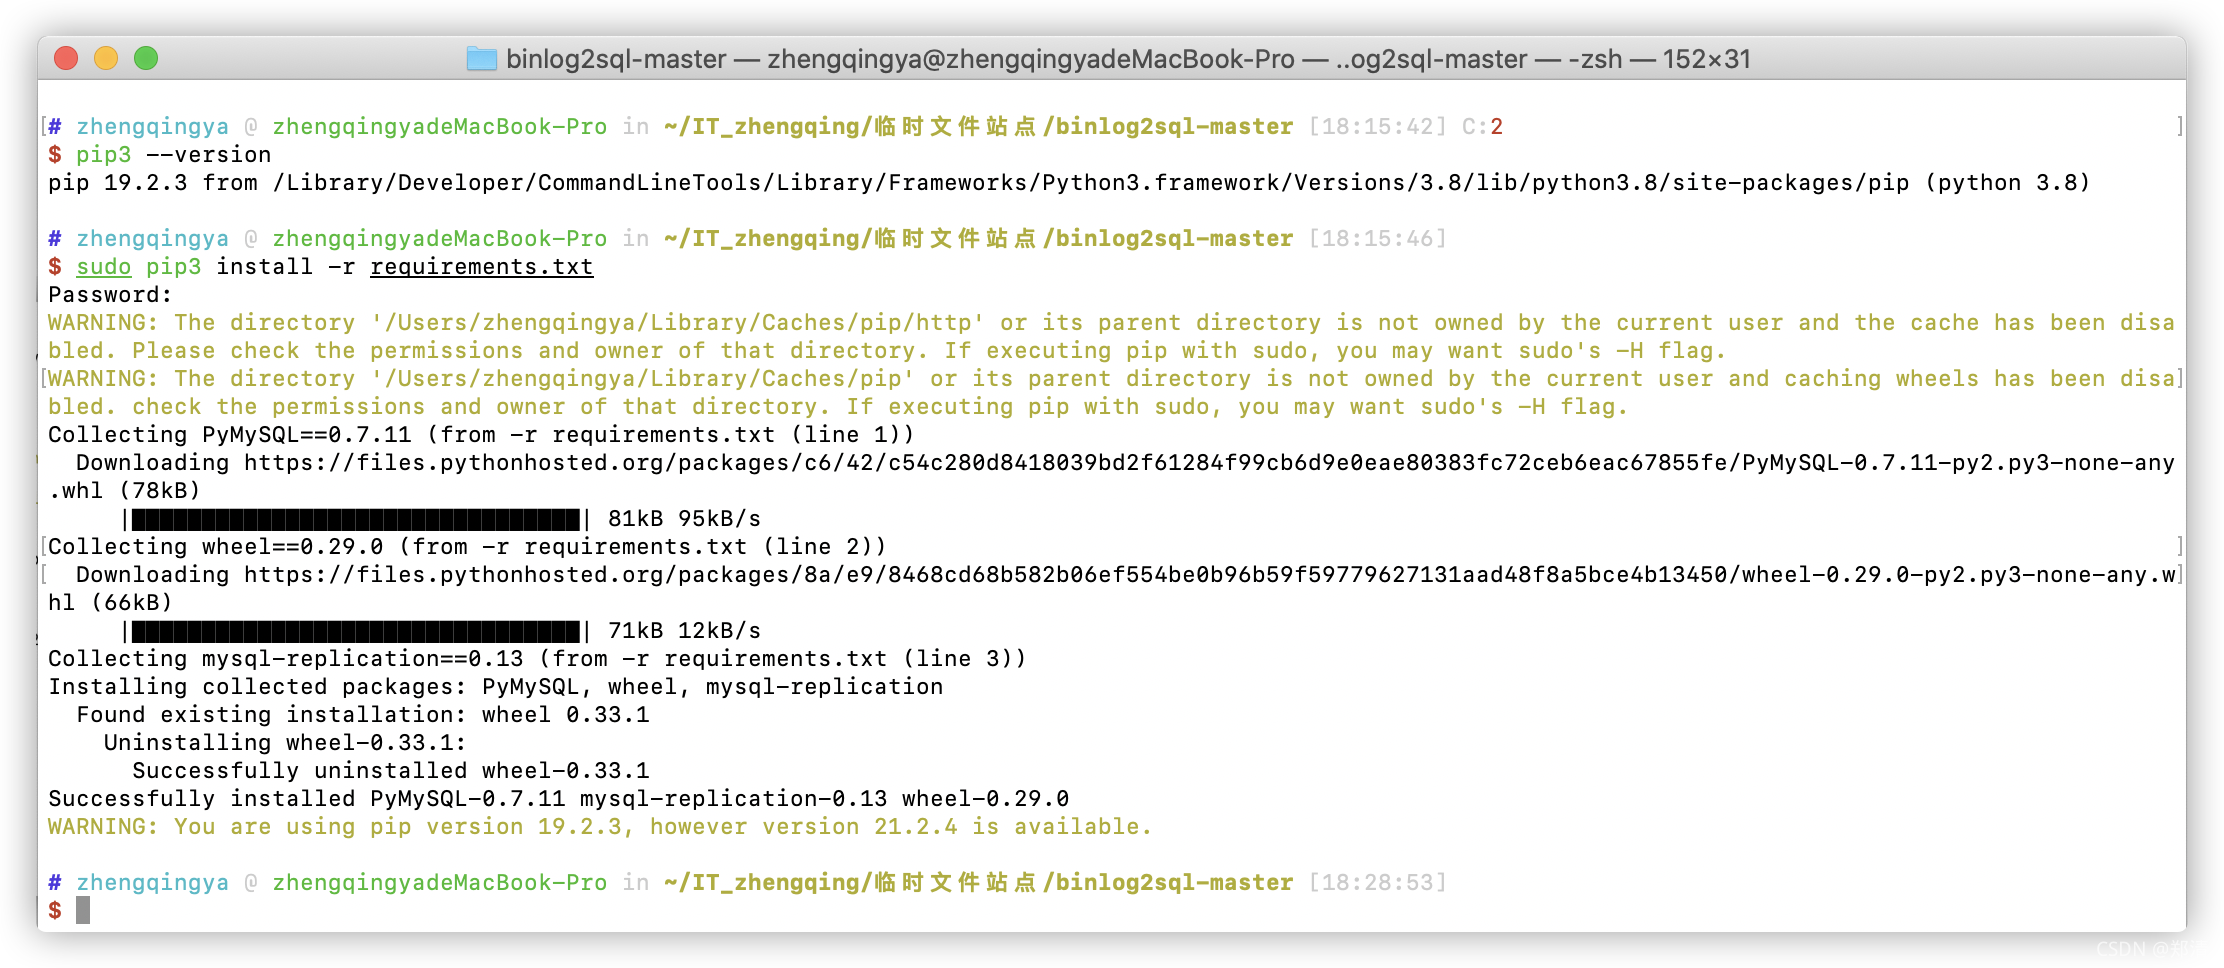 binlog2sql-master — zhengqingya@zhengqingyadeMacBook-Pro — ..og2sql-master — -zsh — 152×31
# zhengqingya @ zhengqingyadeMacBook-Pro in ~/IT_zhengqing/临时文件站点/binlog2sql-master [18:15:42] C:2
$ pip3 --version
pip 19.2.3 from /Library/Developer/CommandLineTools/Library/Frameworks/Python3.framework/Versions/3.8/lib/python3.8/site-packages/pip (python 3.8)
# zhengqingya @ zhengqingyadeMacBook-Pro in ~/IT_zhengqing/临时文件站点/binlog2sql-master [18:15:46]
$ sudo pip3 install -r requirements.txt
Password:
WARNING: The directory '/Users/zhengqingya/Library/Caches/pip/http' or its parent directory is not owned by the current user and the cache has been disa
bled. Please check the permissions and owner of that directory. If executing pip with sudo, you may want sudo's -H flag.
WARNING: The directory '/Users/zhengqingya/Library/Caches/pip' or its parent directory is not owned by the current user and caching wheels has been disa
bled. check the permissions and owner of that directory. If executing pip with sudo, you may want sudo's -H flag.
Collecting PyMySQL==0.7.11 (from -r requirements.txt (line 1))
Downloading https://files.pythonhosted.org/packages/c6/42/c54c280d8418039bd2f61284f99cb6d9e0eae80383fc72ceb6eac67855fe/PyMySQL-0.7.11-py2.py3-none-any
.whl (78kB)
81kB 95kB/s
Collecting wheel==0.29.0 (from -r requirements.txt (line 2))
Downloading https://files.pythonhosted.org/packages/8a/e9/8468cd68b582b06ef554be0b96b59f59779627131aad48f8a5bce4b13450/wheel-0.29.0-py2.py3-none-any.w
hl (66kB)
71kB 12kB/s
Collecting mysql-replication==0.13 (from -r requirements.txt (line 3))
Installing collected packages: PyMySQL, wheel, mysql-replication
Found existing installation: wheel 0.33.1
Uninstalling wheel-0.33.1:
Successfully uninstalled wheel-0.33.1
Successfully installed PyMySQL-0.7.11 mysql-replication-0.13 wheel-0.29.0
WARNING: You are using pip version 19.2.3, however version 21.2.4 is available.
# zhengqingya @ zhengqingyadeMacBook-Pro in ~/IT_zhengqing/临时文件站点/binlog2sql-master [18:28:53]
$
CSDN